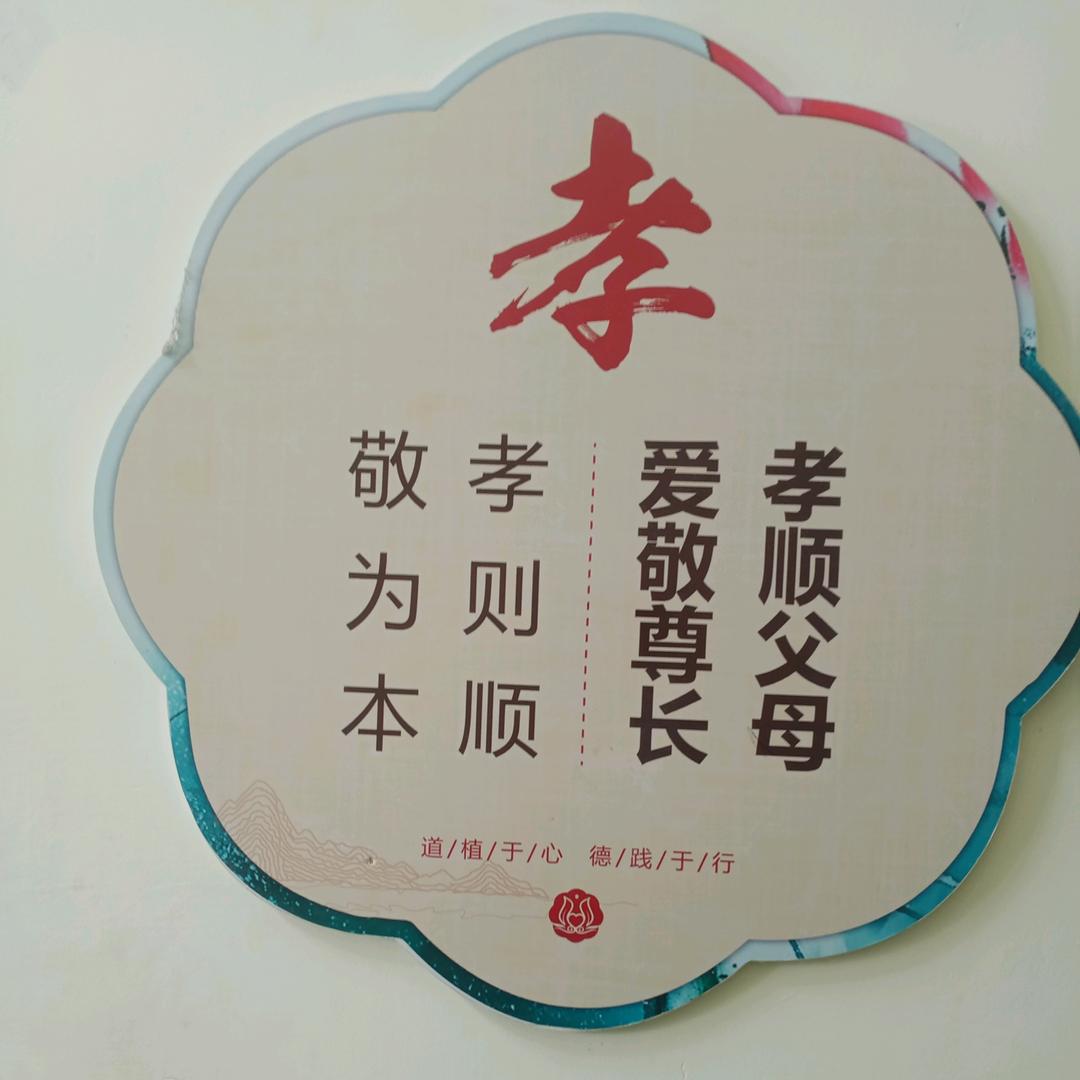 孝
孝顺父母
爱敬尊长
孝则顺
敬为本
道/植/于/心 德/践/于/行